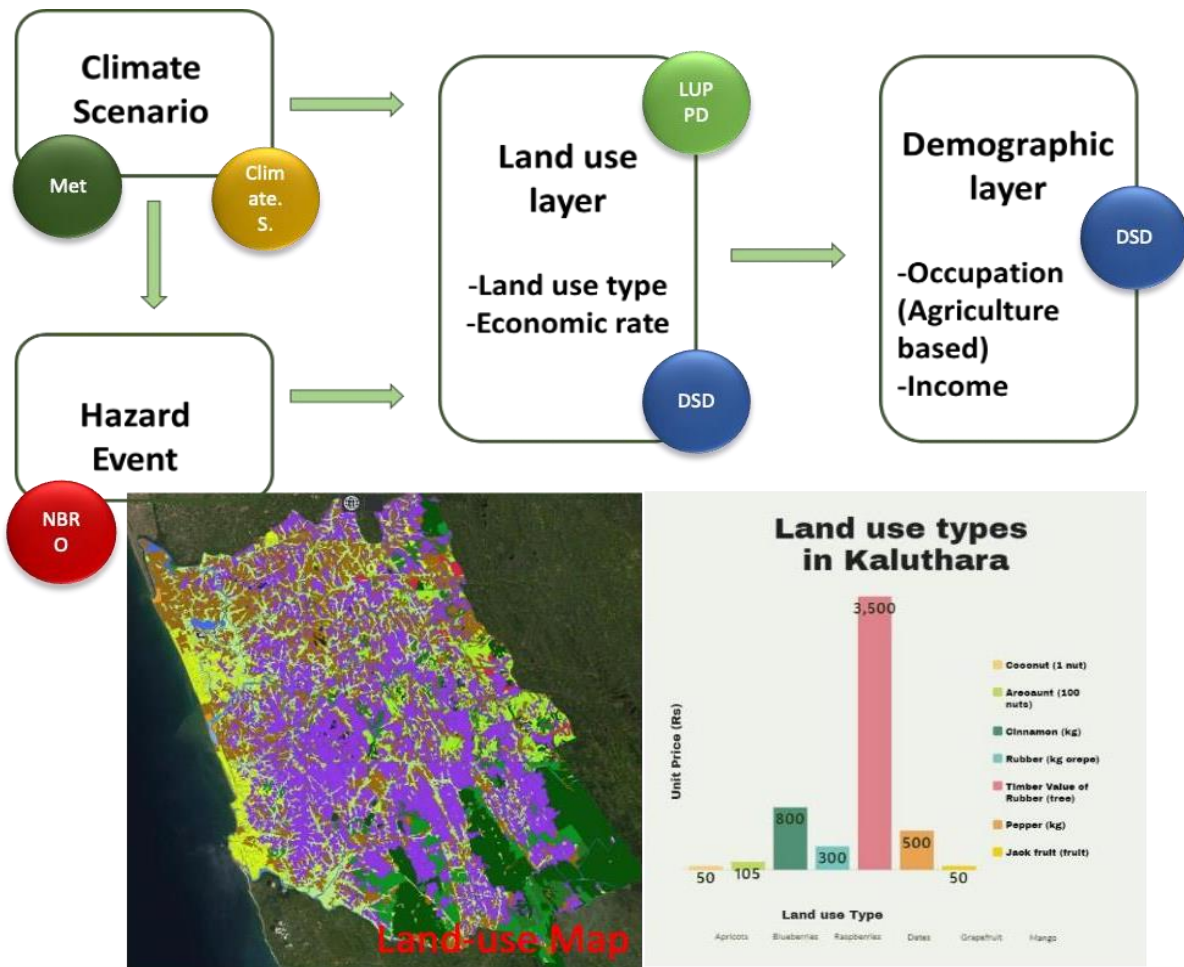 Climate
Scenario
Met
Clim
ate.
S.
LUP
PD
Land use
layer
-Land use type
-Economic rate
DSD
Demographic
layer
DSD
-Occupation
(Agriculture
based)
-Income
Hazard
Event
NBR
O
Land-use Map
Land use types
in Kaluthara
3,500
800
500
300
105
50
50
Unit Price (Rs)
Coconut (1 nut)
Arecaunt (100
nuts)
Cinnamon (kg)
Rubber (kg crepe)
Timber Value of
Rubber (tree)
Pepper (kg)
Jack fruit (fruit)
Land use Type
Apricots
Blueberries
Raspberries
Dates
Grapefruit
Mango